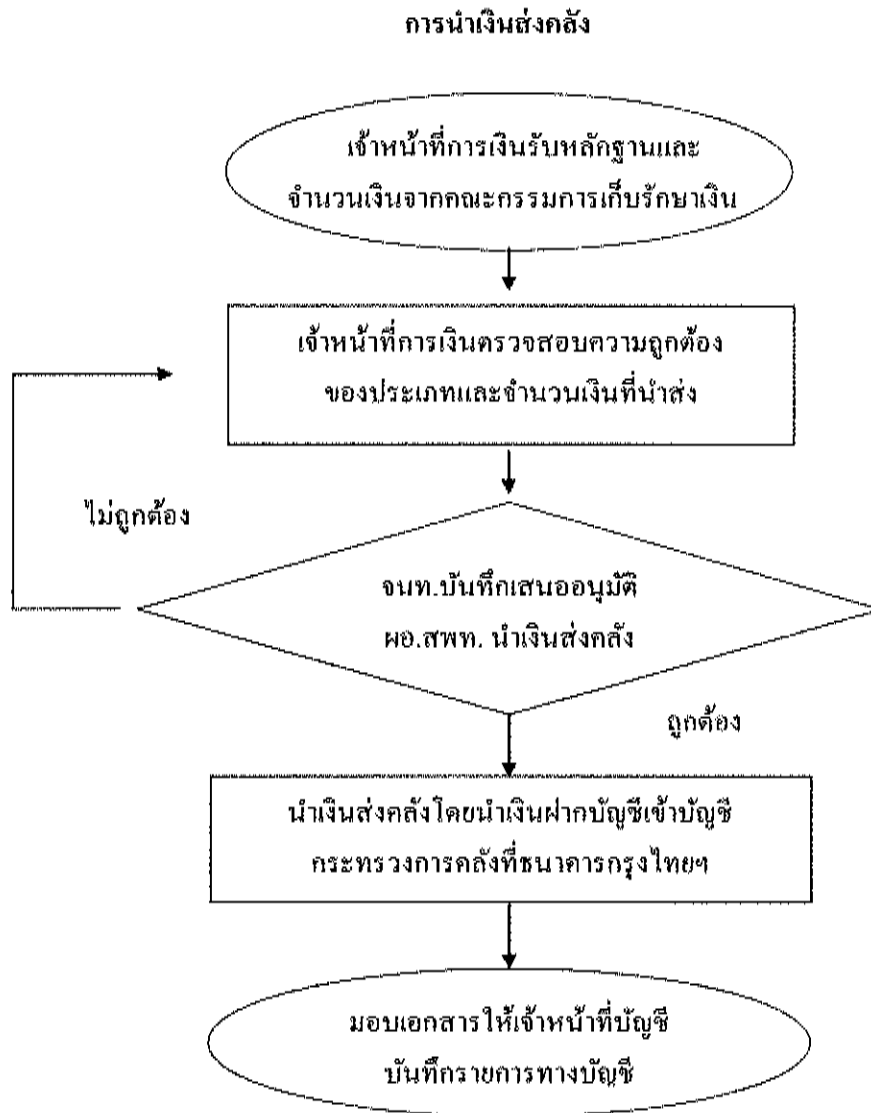 การนำเงินส่งคลัง
เจ้าหน้าที่การเงินรับหลักฐานและ
จำนวนเงินจากคณะกรรมการเก็บรักษาเงิน
เจ้าหน้าที่การเงินตรวจสอบความถูกต้อง
ของประเภทและจำนวนเงินที่นำส่ง
ไม่ถูกต้อง
จนท.บันทึกเสนออนุมัติ
ผอ.สพท. นำเงินส่งคลัง
ถูกต้อง
นำเงินส่งคลังโดยนำเงินฝากบัญชีเข้าบัญชี
กระทรวงการคลังที่ธนาคารกรุงไทยฯ
มอบเอกสารให้เจ้าหน้าที่บัญชี
บันทึกรายการทางบัญชี